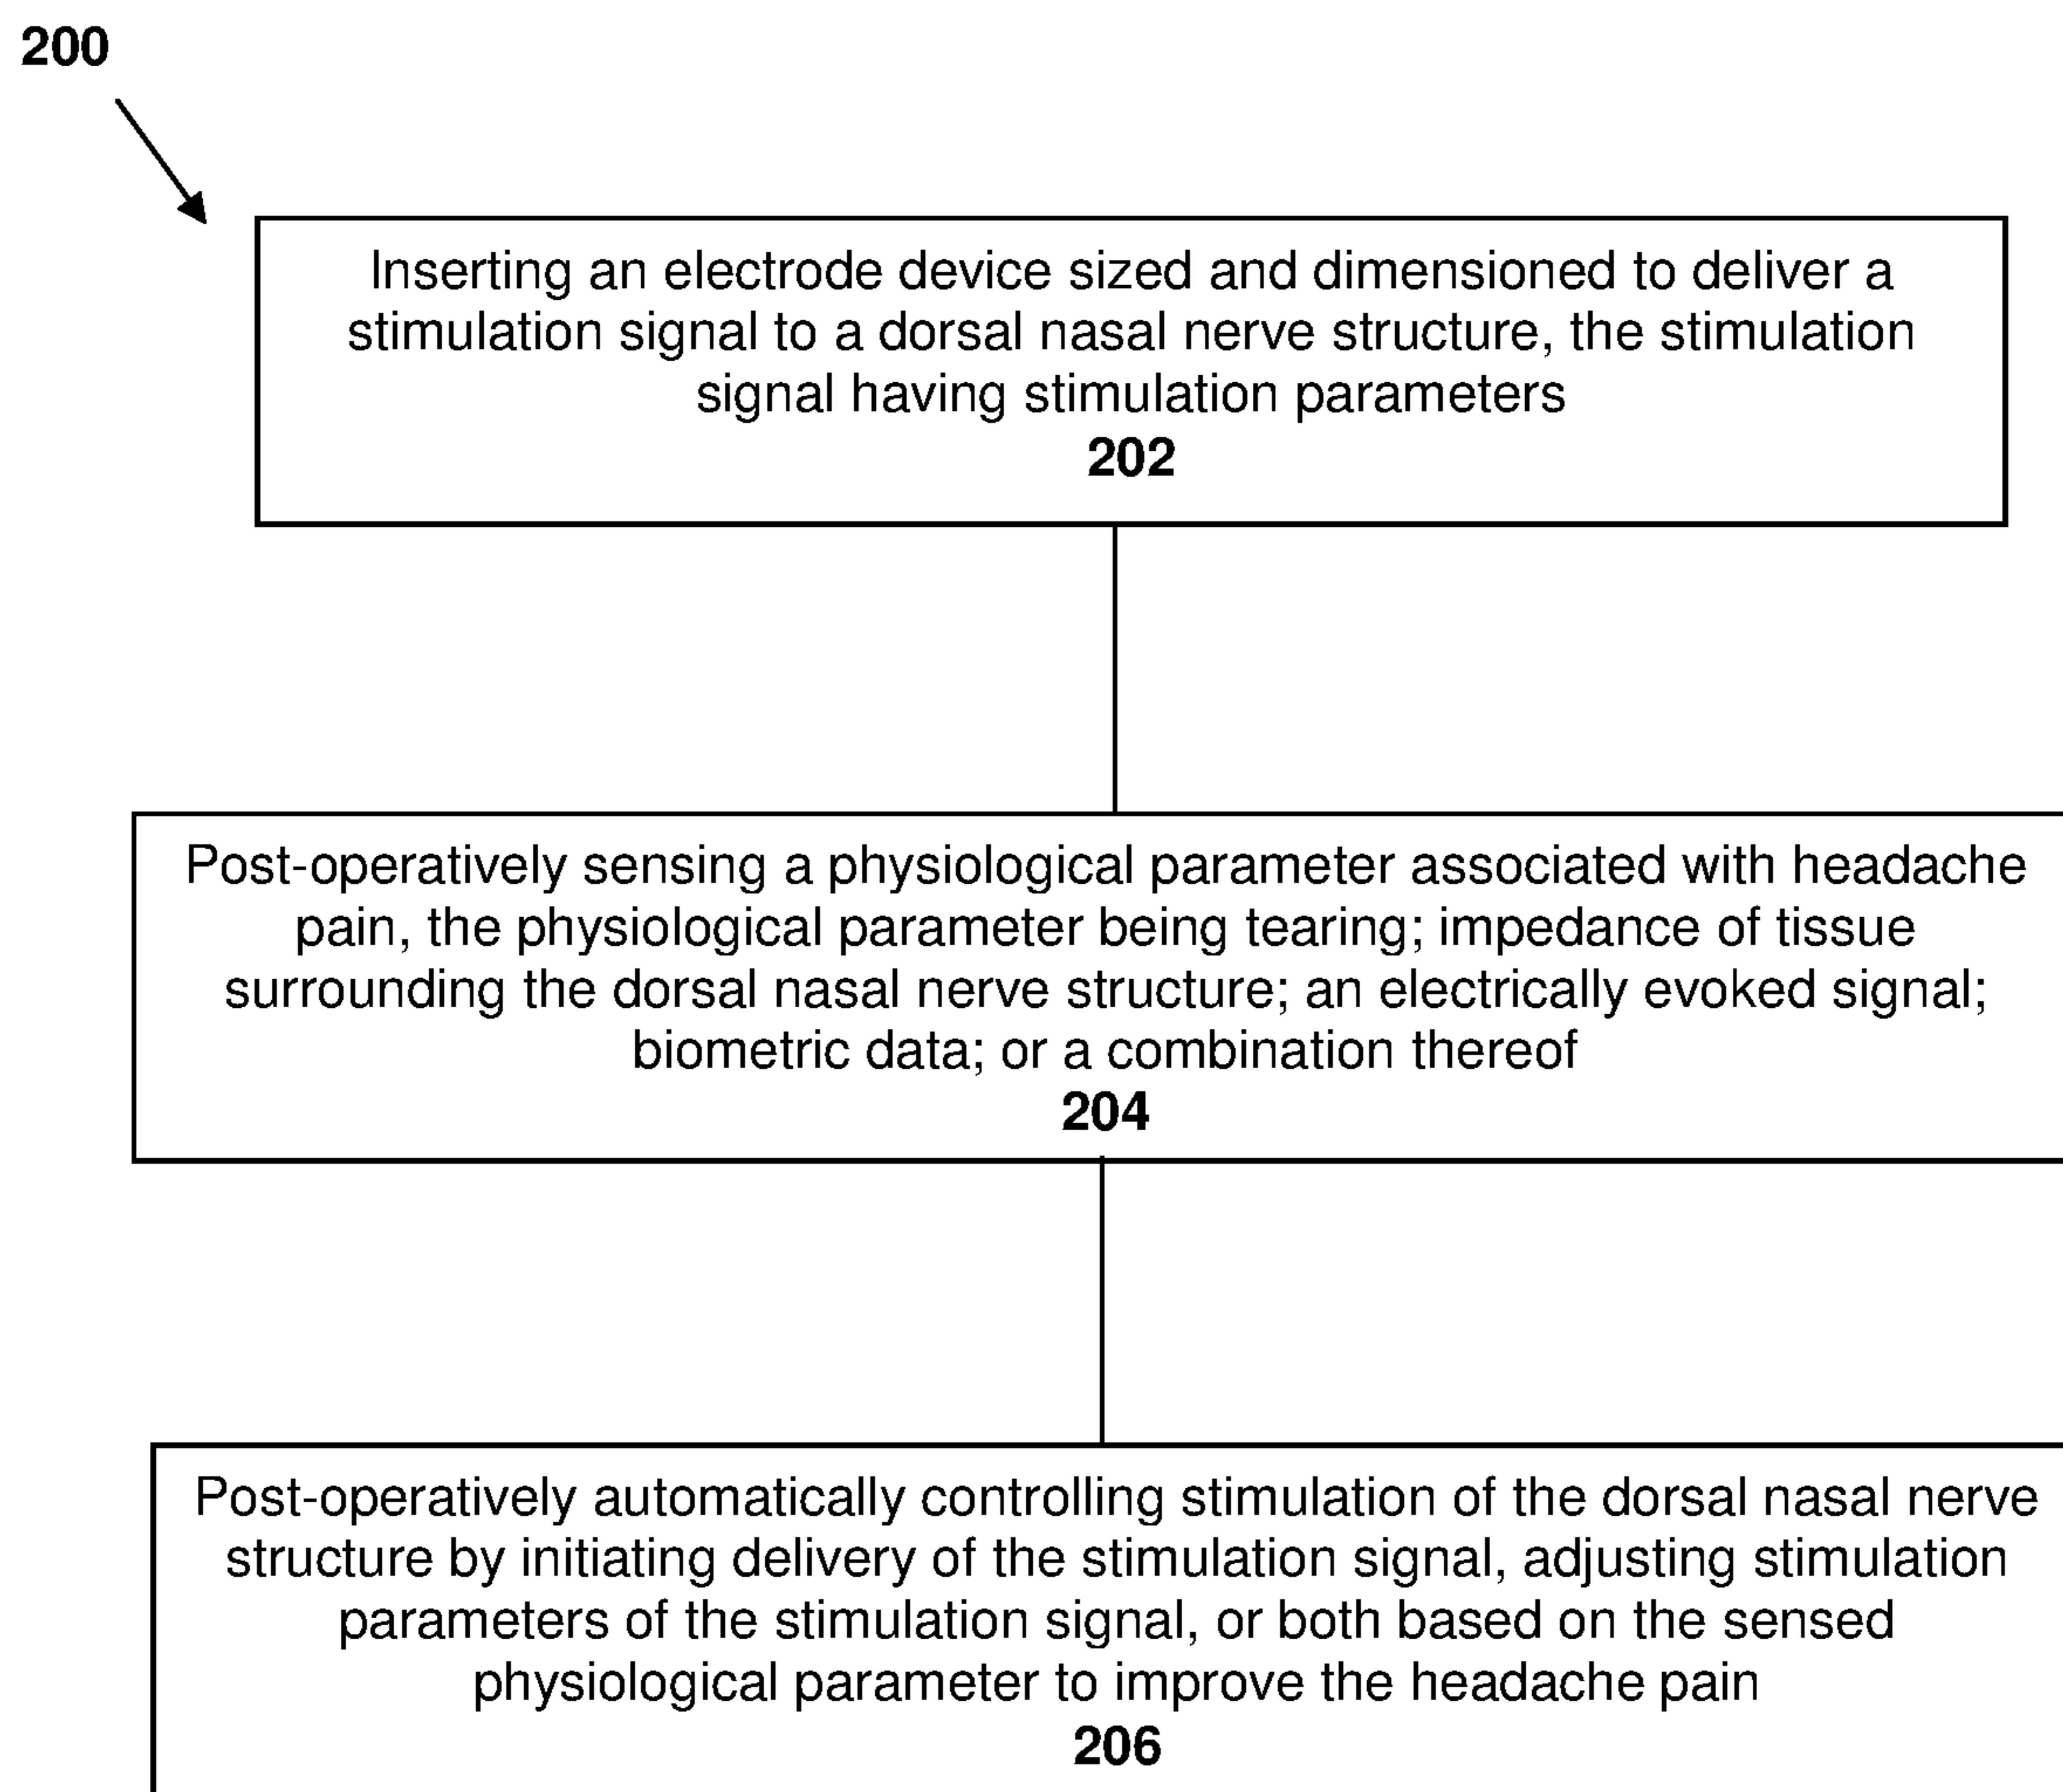 200
Inserting an electrode device sized and dimensioned to deliver a
stimulation signal to a dorsal nasal nerve structure, the stimulation
signal having stimulation parameters
202
Post-operatively sensing a physiological parameter associated with headache
pain, the physiological parameter being tearing; impedance of tissue
surrounding the dorsal nasal nerve structure; an electrically evoked signal;
biometric data; or a combination thereof
204
Post-operatively automatically controlling stimulation of the dorsal nasal nerve
structure by initiating delivery of the stimulation signal, adjusting stimulation
parameters of the stimulation signal, or both based on the sensed
physiological parameter to improve the headache pain
206